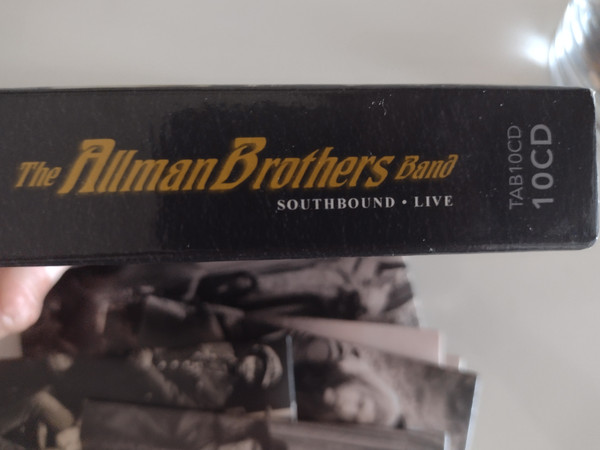 The Allman Brothers Band
SOUTHBOUND • LIVE
TAB10CD
10CD